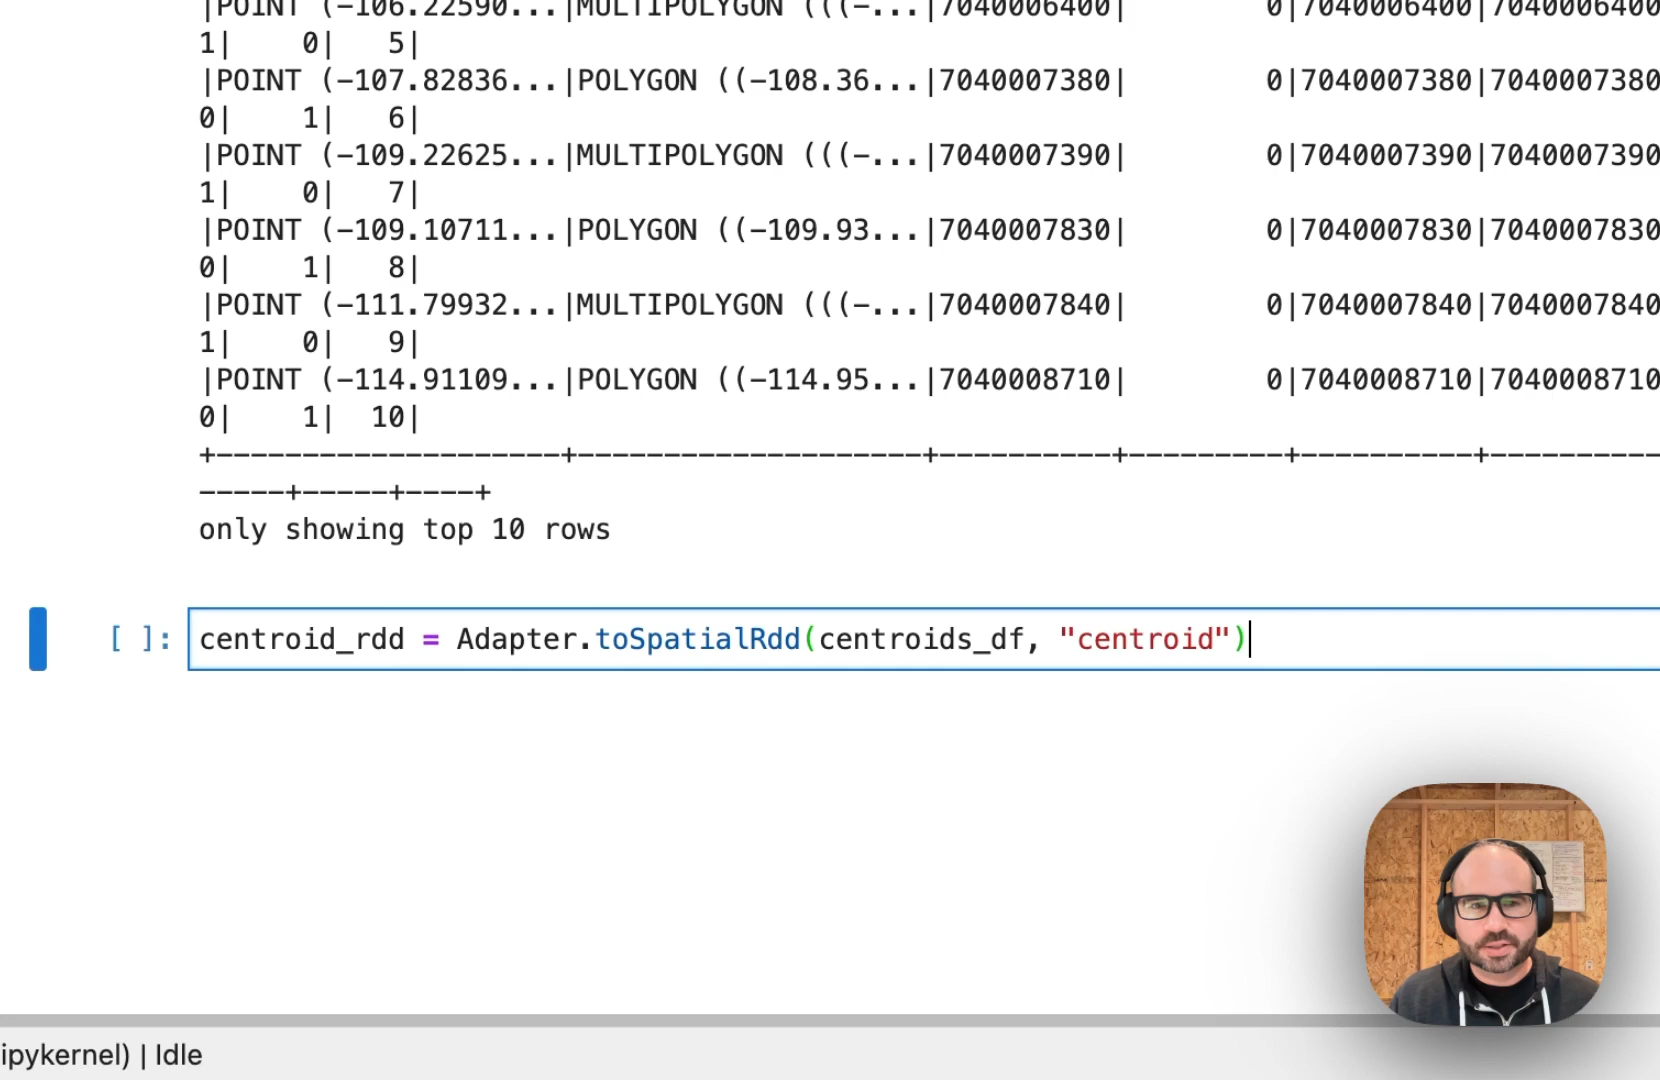 |POINT (-106.22590...|MULTIPOLYGON (((-...|7040006400|        0|7040006400|7040006400
1|    0|   5|
|POINT (-107.82836...|POLYGON ((-108.36...|7040007380|        0|7040007380|7040007380
0|    1|   6|
|POINT (-109.22625...|MULTIPOLYGON (((-...|7040007390|        0|7040007390|7040007390
1|    0|   7|
|POINT (-109.10711...|POLYGON ((-109.93...|7040007830|        0|7040007830|7040007830
0|    1|   8|
|POINT (-111.79932...|MULTIPOLYGON (((-...|7040007840|        0|7040007840|7040007840
1|    0|   9|
|POINT (-114.91109...|POLYGON ((-114.95...|7040008710|        0|7040008710|7040008710
0|    1|  10|
+--------------------+--------------------+----------+---------+----------+----------
-----+-----+----+
only showing top 10 rows
[ ]: centroid_rdd = Adapter.toSpatialRdd(centroids_df, "centroid")
ipykernel) | Idle